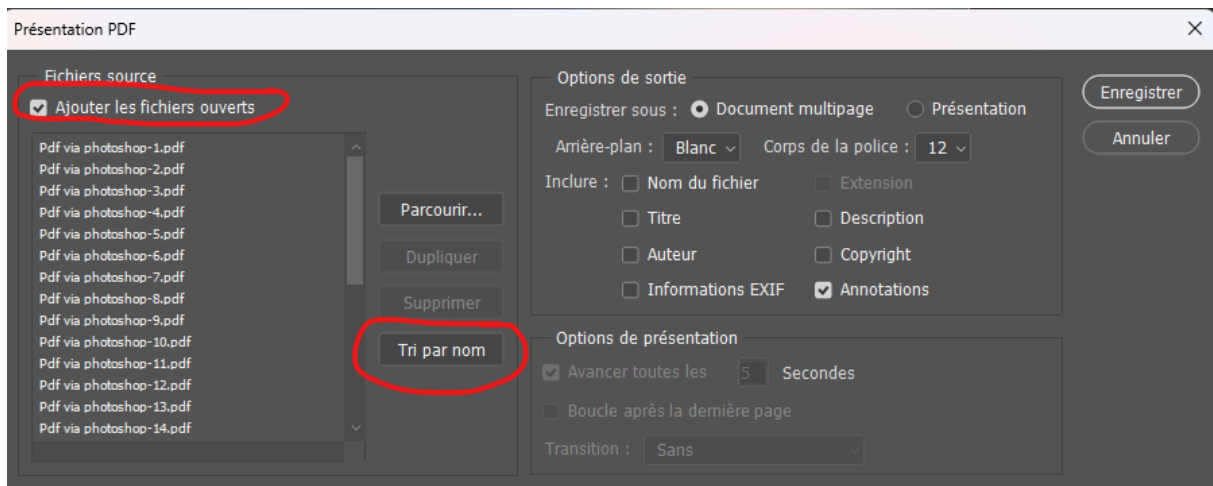 Présentation PDF
Fichiers source
Ajouter les fichiers ouverts
Pdf via photoshop-1.pdf
Pdf via photoshop-2.pdf
Pdf via photoshop-3.pdf
Pdf via photoshop-4.pdf
Pdf via photoshop-5.pdf
Pdf via photoshop-6.pdf
Pdf via photoshop-7.pdf
Pdf via photoshop-8.pdf
Pdf via photoshop-9.pdf
Pdf via photoshop-10.pdf
Pdf via photoshop-11.pdf
Pdf via photoshop-12.pdf
Pdf via photoshop-13.pdf
Pdf via photoshop-14.pdf
Parcourir...
Dupliquer
Supprimer
Tri par nom
Options de sortie
Enregistrer sous : Document multipage Présentation
Arrière-plan : Blanc Corps de la police : 12
Inclure : Nom du fichier Extension
Titre Description
Auteur Copyright
Informations EXIF Annotations
Options de présentation
Avancer toutes les 5 Secondes
Boucle après la dernière page
Transition : Sans
Enregistrer
Annuler